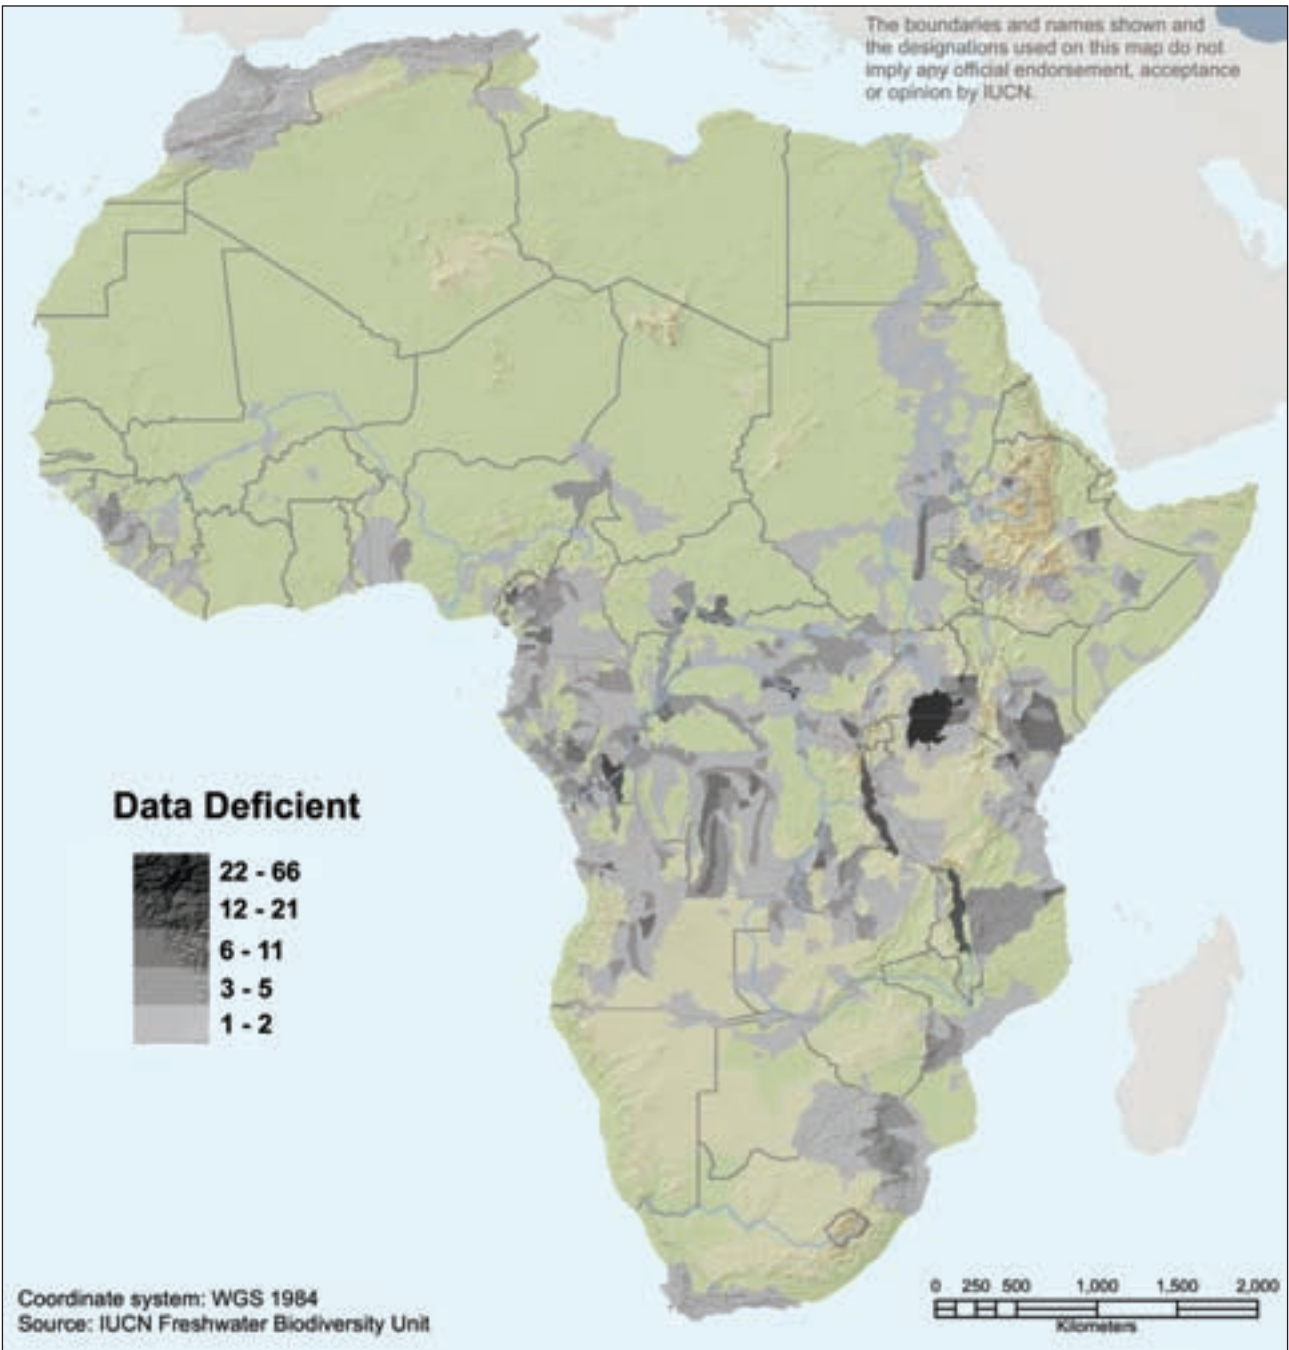 The boundaries and names shown and
the designations used on this map do not
imply any official endorsement, acceptance
or opinion by IUCN.
Data Deficient
22 - 66
12 - 21
6 - 11
3 - 5
1 - 2
0 250 500 1,000 1,500 2,000
Kilometers
Coordinate system: WGS 1984
Source: IUCN Freshwater Biodiversity Unit